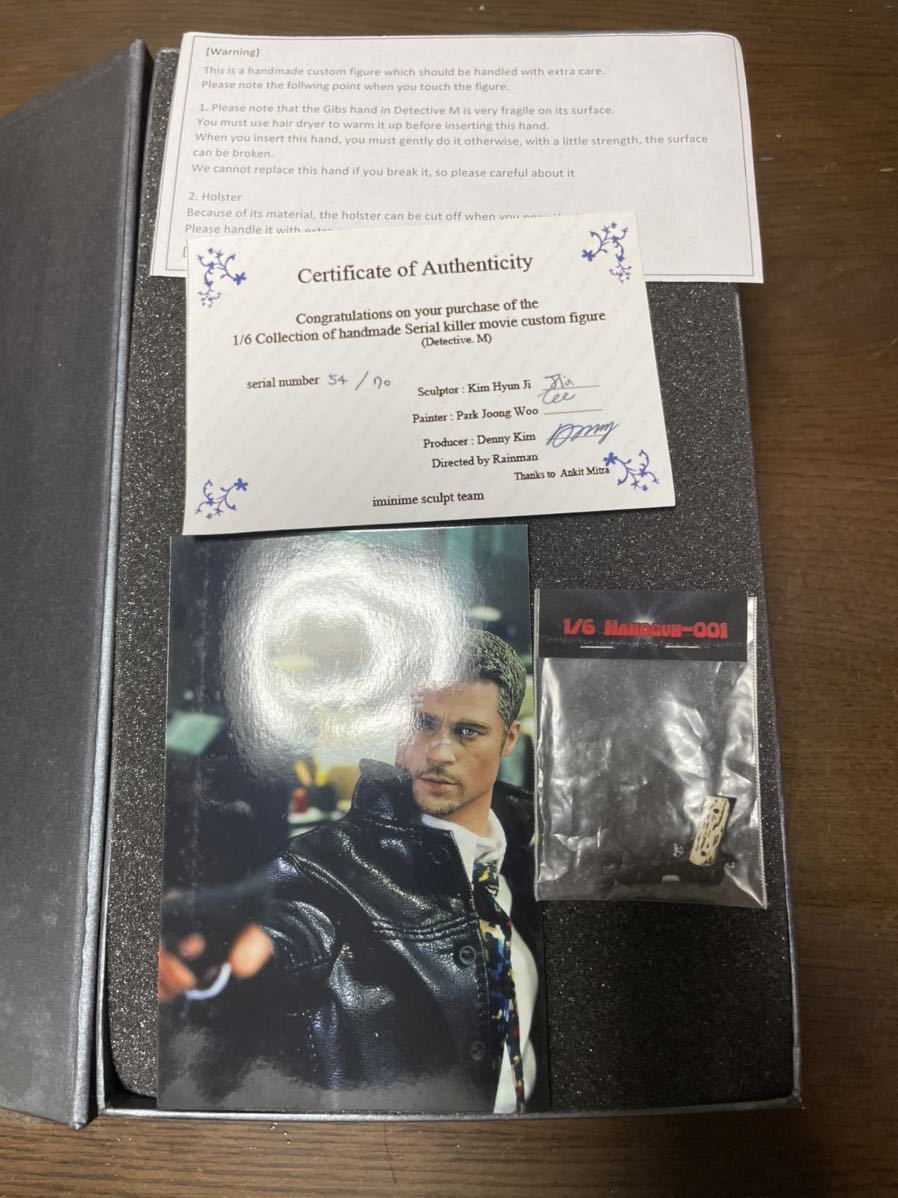 [Warning]
This is a handmade custom figure which should be handled with extra care.
Please note the follwing point when you touch the figure.
1. Please note that the Gibs hand in Detective M is very fragile on its surface.
You must use hair dryer to warm it up before inserting this hand.
When you insert this hand, you must gently do it otherwise, with a little strength, the surface
can be broken.
We cannot replace this hand if you break it, so please careful about it
2. Holster
Because of its material, the holster can be cut off when you
Please handle it with
[
Certificate of Authenticity
Congratulations on your purchase of the
1/6 Collection of handmade Serial killer movie custom figure
(Detective. M)
serial number 54 / 70
Sculptor : Kim Hyun Ji
Painter : Park Joong Woo
Producer : Denny Kim
Directed by Rainman
Thanks to Ankit Mitra
iminime sculpt team
1/6 HANDGUN-001